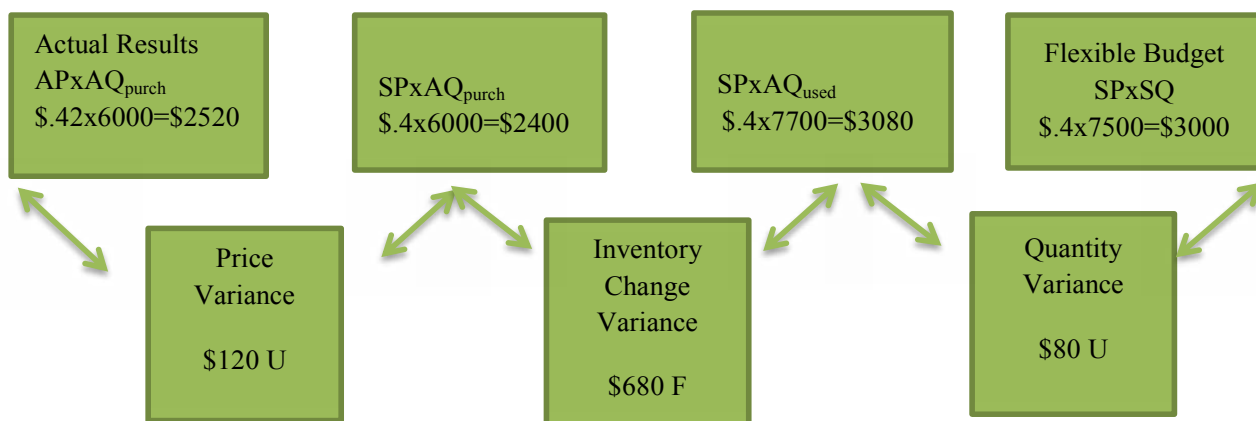 Actual Results
APxAQpurch
$.42x6000=$2520
SPxAQpurch
$.4x6000=$2400
SPxAQused
$.4x7700=$3080
Flexible Budget
SPxSQ
$.4x7500=$3000
Price
Variance
$120 U
Inventory
Change
Variance
$680 F
Quantity
Variance
$80 U